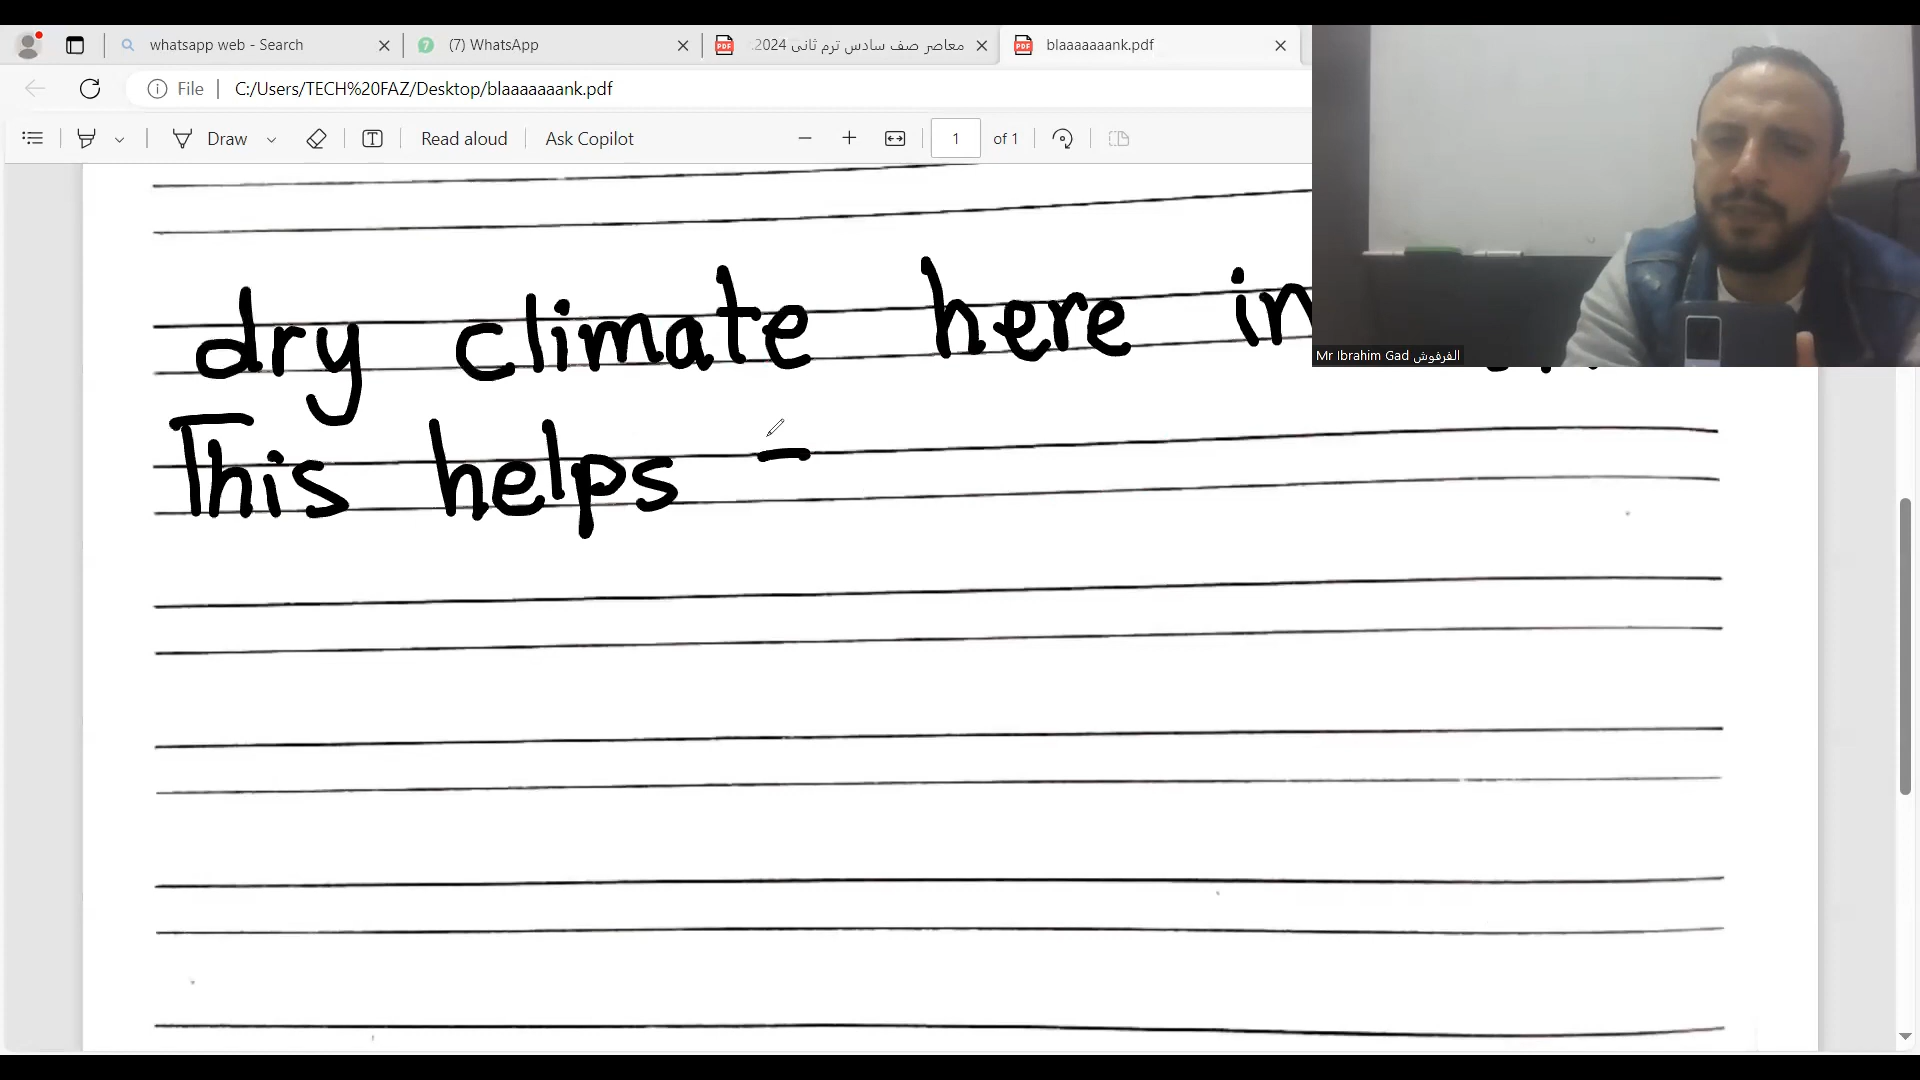 whatsapp web - Search
(7) WhatsApp
معاصر صف سادس ترم ثانى 2024
blaaaaaaank.pdf
File
C:/Users/TECH%20FAZ/Desktop/blaaaaaaank.pdf
Draw
Read aloud
Ask Copilot
1
of 1
dry climate here in
Mr Ibrahim Gad الفرفوش
This helps